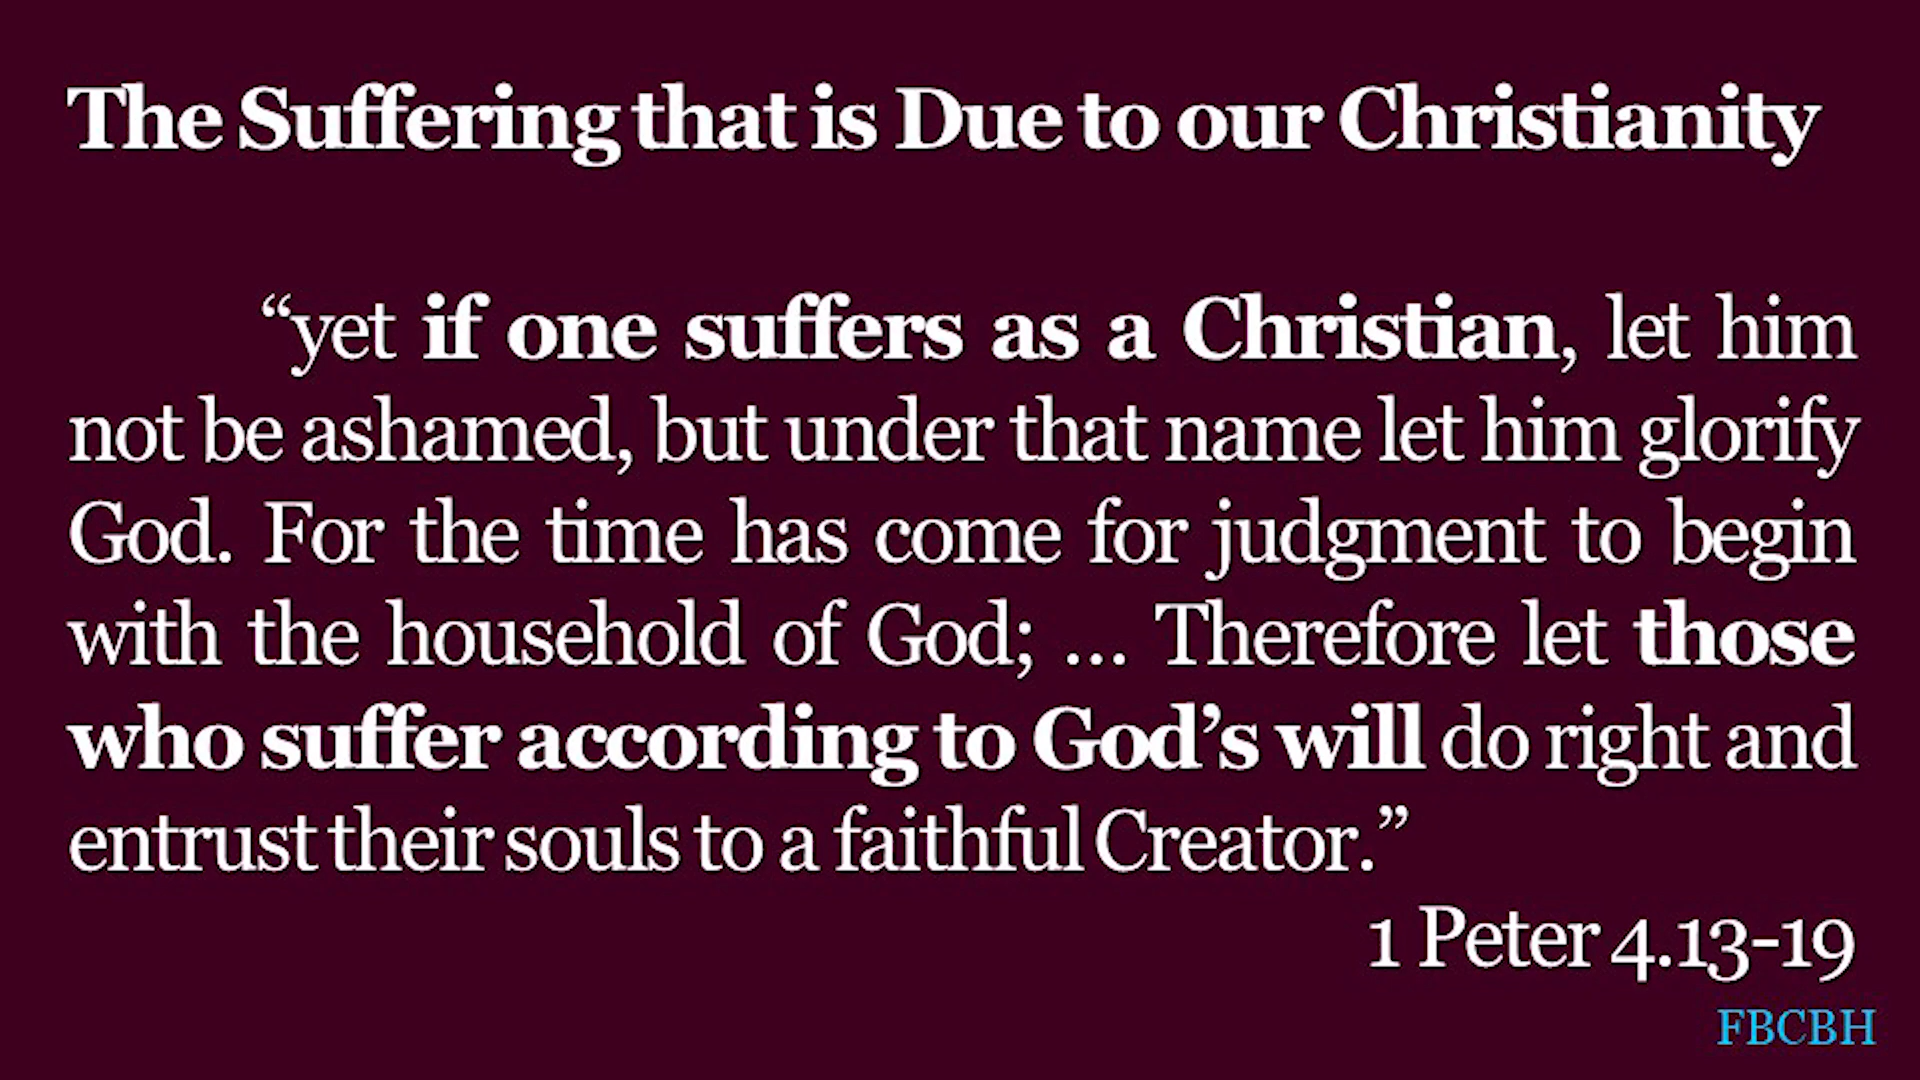 The Suffering that is Due to our Christianity
“yet if one suffers as a Christian, let him
not be ashamed, but under that name let him glorify
God. For the time has come for judgment to begin
with the household of God; … Therefore let those
who suffer according to God’s will do right and
entrust their souls to a faithful Creator.”
1 Peter 4.13-19
FBCBH